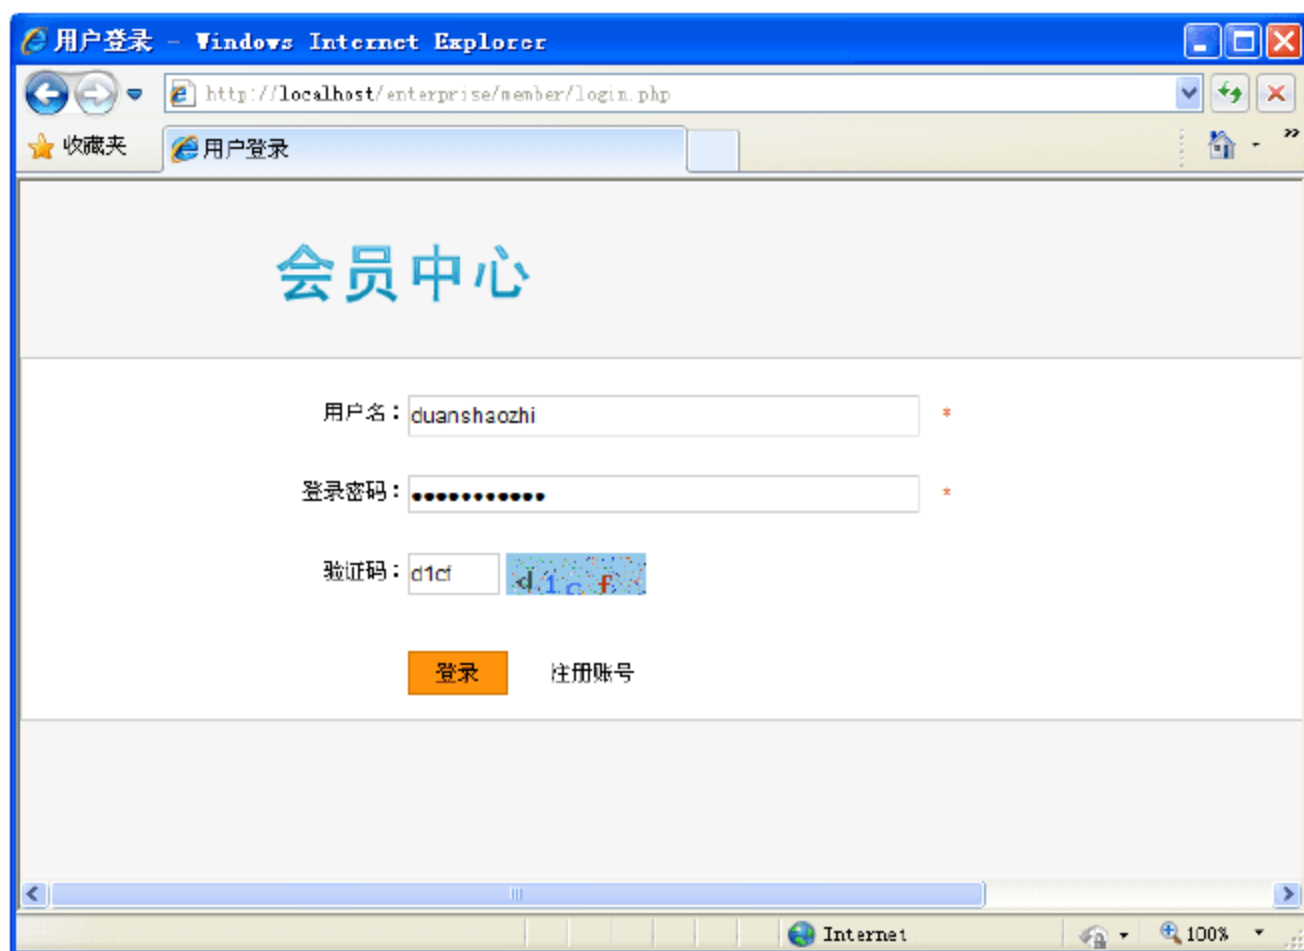 用户登录 - Windows Internet Explorer
http://localhost/enterprise/member/login.php
收藏夹
用户登录
»
会员中心
用户名：duanshaozhi *
登录密码：●●●●●●●●●●● *
验证码：d1cf d1cf
登录 注册账号
Internet 100%